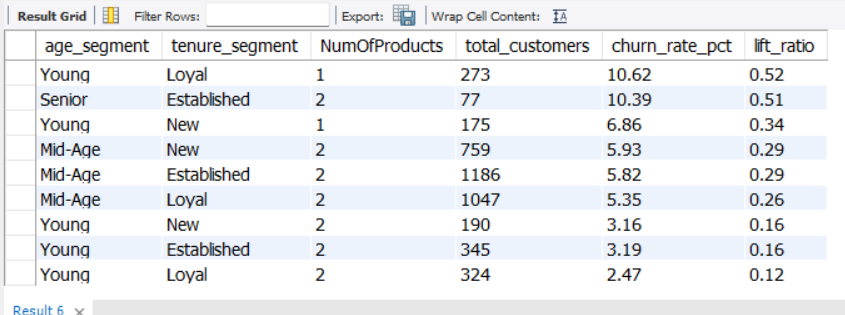 Result Grid Filter Rows: Export: Wrap Cell Content: IA
age_segment tenure_segment NumOfProducts total_customers churn_rate_pct lift_ratio
Young Loyal 1 273 10.62 0.52
Senior Established 2 77 10.39 0.51
Young New 1 175 6.86 0.34
Mid-Age New 2 759 5.93 0.29
Mid-Age Established 2 1186 5.82 0.29
Mid-Age Loyal 2 1047 5.35 0.26
Young New 2 190 3.16 0.16
Young Established 2 345 3.19 0.16
Young Loyal 2 324 2.47 0.12
Result 6 ×